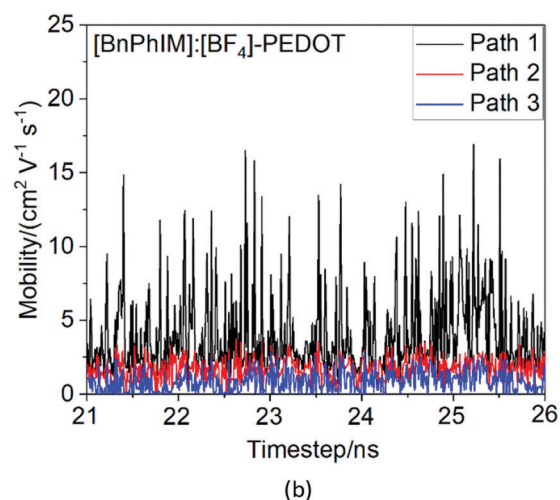 [BnPhIM]:[BF₄]-PEDOT
Path 1
Path 2
Path 3
25
20
15
10
5
0
Mobility/(cm² V⁻¹ s⁻¹)
21 22 23 24 25 26
Timestep/ns
(b)